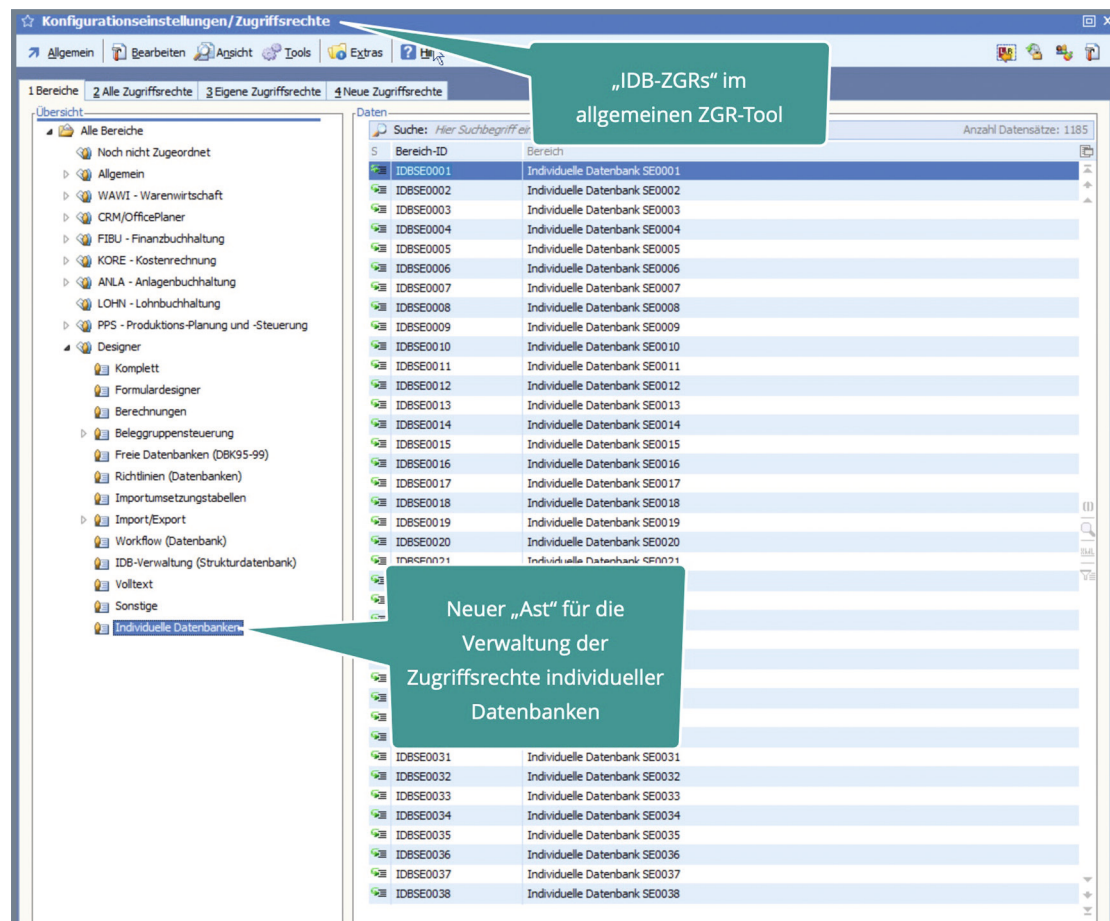 Konfigurationseinstellungen/Zugriffsrechte
Allgemein Bearbeiten Ansicht Tools Extras
„IDB-ZGRs“ im
allgemeinen ZGR-Tool
1 Bereiche 2 Alle Zugriffsrechte 3 Eigene Zugriffsrechte 4 Neue Zugriffsrechte
Übersicht
Alle Bereiche
Noch nicht Zugeordnet
Allgemein
WAWI - Warenwirtschaft
CRM/OfficePlaner
FIBU - Finanzbuchhaltung
KORE - Kostenrechnung
ANLA - Anlagenbuchhaltung
LOHN - Lohnbuchhaltung
PPS - Produktions-Planung und -Steuerung
Designer
Komplett
Formulardesigner
Berechnungen
Beleggruppensteuerung
Freie Datenbanken (DBK95-99)
Richtlinien (Datenbanken)
Importumsetzungstabellen
Import/Export
Workflow (Datenbank)
IDB-Verwaltung (Strukturdatenbank)
Volltext
Sonstige
Individuelle Datenbanken
Neuer „Ast“ für die
Verwaltung der
Zugriffsrechte individueller
Datenbanken
Daten
Suche: Hier Suchbegriff Anzahl Datensätze: 1185
S Bereich-ID Bereich
IDBSE0001 Individuelle Datenbank SE0001
IDBSE0002 Individuelle Datenbank SE0002
IDBSE0003 Individuelle Datenbank SE0003
IDBSE0004 Individuelle Datenbank SE0004
IDBSE0005 Individuelle Datenbank SE0005
IDBSE0006 Individuelle Datenbank SE0006
IDBSE0007 Individuelle Datenbank SE0007
IDBSE0008 Individuelle Datenbank SE0008
IDBSE0009 Individuelle Datenbank SE0009
IDBSE0010 Individuelle Datenbank SE0010
IDBSE0011 Individuelle Datenbank SE0011
IDBSE0012 Individuelle Datenbank SE0012
IDBSE0013 Individuelle Datenbank SE0013
IDBSE0014 Individuelle Datenbank SE0014
IDBSE0015 Individuelle Datenbank SE0015
IDBSE0016 Individuelle Datenbank SE0016
IDBSE0017 Individuelle Datenbank SE0017
IDBSE0018 Individuelle Datenbank SE0018
IDBSE0019 Individuelle Datenbank SE0019
IDBSE0020 Individuelle Datenbank SE0020
IDBSE0021 Individuelle Datenbank SE0021
IDBSE0031 Individuelle Datenbank SE0031
IDBSE0032 Individuelle Datenbank SE0032
IDBSE0033 Individuelle Datenbank SE0033
IDBSE0034 Individuelle Datenbank SE0034
IDBSE0035 Individuelle Datenbank SE0035
IDBSE0036 Individuelle Datenbank SE0036
IDBSE0037 Individuelle Datenbank SE0037
IDBSE0038 Individuelle Datenbank SE0038